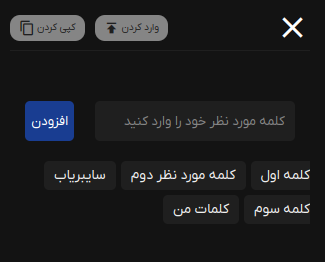 وارد کردن
کپی کردن
کلمه مورد نظر خود را وارد کنید
افزودن
کلمه اول
کلمه مورد نظر دوم
سایبریاب
کلمه سوم
کلمات من